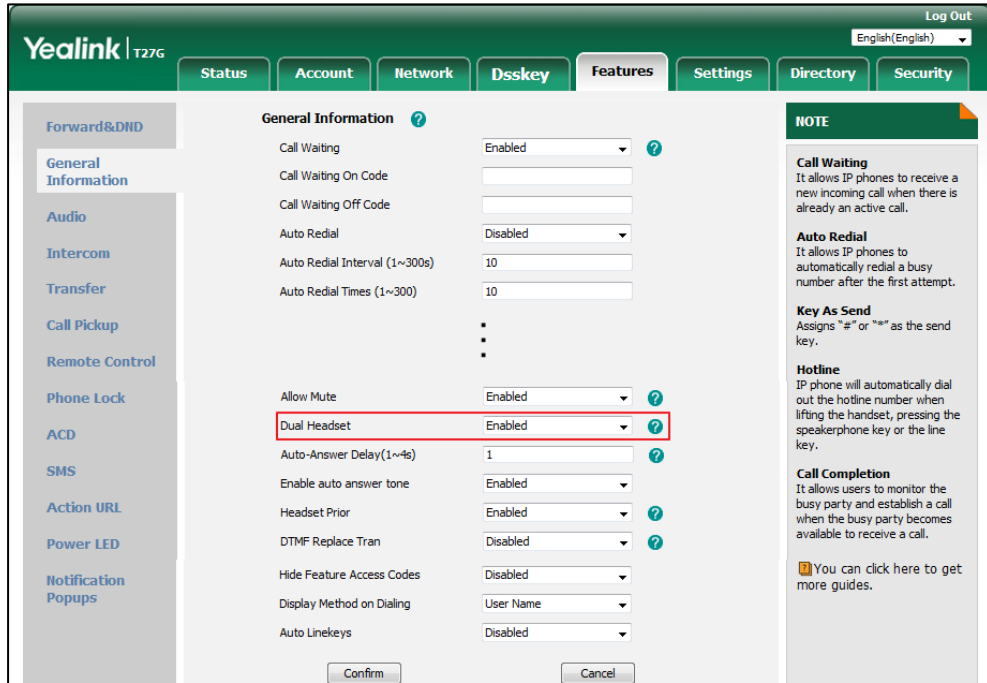 Log Out
Yealink | T27G
English(English)
Status Account Network Dsskey Features Settings Directory Security
Forward&DND
General
Information
Audio
Intercom
Transfer
Call Pickup
Remote Control
Phone Lock
ACD
SMS
Action URL
Power LED
Notification
Popups
General Information ?
Call Waiting Enabled ?
Call Waiting On Code
Call Waiting Off Code
Auto Redial Disabled
Auto Redial Interval (1~300s) 10
Auto Redial Times (1~300) 10
Allow Mute Enabled ?
Dual Headset Enabled ?
Auto-Answer Delay(1~4s) 1 ?
Enable auto answer tone Enabled
Headset Prior Enabled ?
DTMF Replace Tran Disabled ?
Hide Feature Access Codes Disabled
Display Method on Dialing User Name
Auto Linekeys Disabled
Confirm Cancel
NOTE
Call Waiting
It allows IP phones to receive a
new incoming call when there is
already an active call.
Auto Redial
It allows IP phones to
automatically redial a busy
number after the first attempt.
Key As Send
Assigns "#" or "*" as the send
key.
Hotline
IP phone will automatically dial
out the hotline number when
lifting the handset, pressing the
speakerphone key or the line
key.
Call Completion
It allows users to monitor the
busy party and establish a call
when the busy party becomes
available to receive a call.
? You can click here to get
more guides.